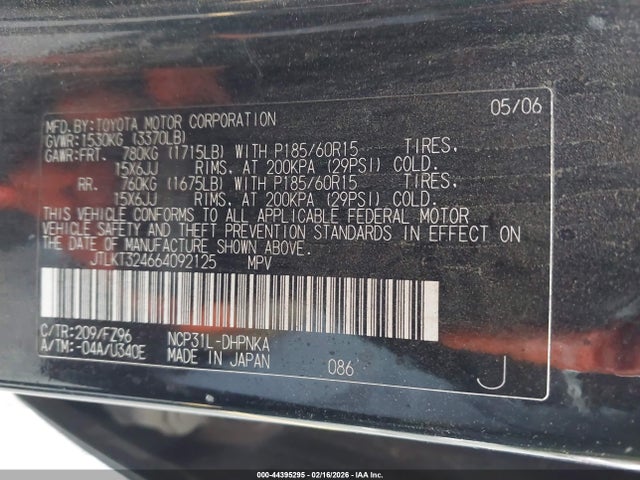 05/06
MFD.BY:TOYOTA MOTOR CORPORATION
GVWR:1530KG (3370LB)
GAWR:FRT. 780KG (1715LB) WITH P185/60R15 TIRES,
15X6JJ RIMS, AT 200KPA (29PSI) COLD.
RR. 760KG (1675LB) WITH P185/60R15 TIRES,
15X6JJ RIMS, AT 200KPA (29PSI) COLD.
THIS VEHICLE CONFORMS TO ALL APPLICABLE FEDERAL MOTOR
VEHICLE SAFETY AND THEFT PREVENTION STANDARDS IN EFFECT ON
THE DATE OF MANUFACTURE SHOWN ABOVE.
JTLKT324664092125 MPV
C/TR:209/FZ96 NCP31L-DHPNKA
A/TM:-04A/U340E MADE IN JAPAN
086 J
000-44395295 - 02/16/2026 - IAA Inc.